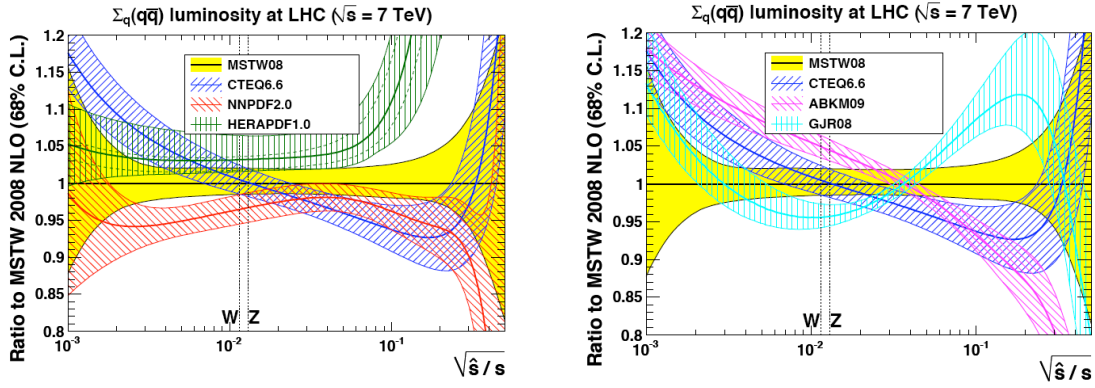 Σq(qq̅) luminosity at LHC (√s = 7 TeV)
Ratio to MSTW 2008 NLO (68% C.L.)
1.2
1.15
1.1
1.05
1
0.95
0.9
0.85
0.8
MSTW08
CTEQ6.6
NNPDF2.0
HERAPDF1.0
W Z
10⁻³ 10⁻² 10⁻¹
√ŝ / s
Σq(qq̅) luminosity at LHC (√s = 7 TeV)
Ratio to MSTW 2008 NLO (68% C.L.)
1.2
1.15
1.1
1.05
1
0.95
0.9
0.85
0.8
MSTW08
CTEQ6.6
ABKM09
GJR08
W Z
10⁻³ 10⁻² 10⁻¹
√ŝ / s